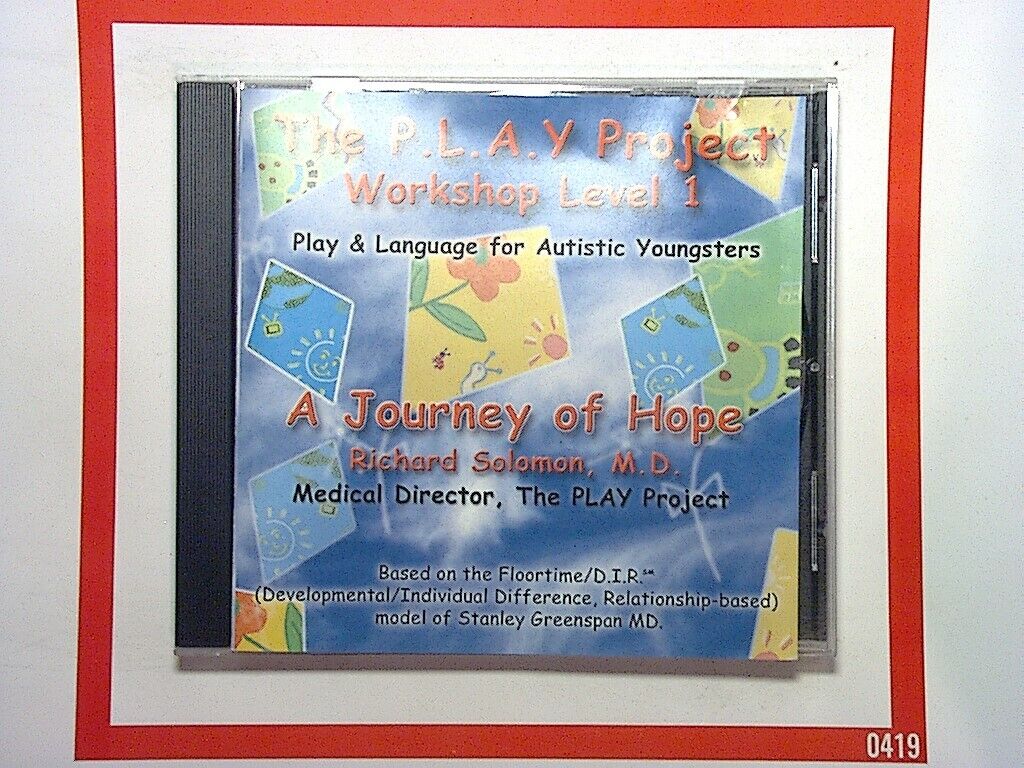 The P.L.A.Y Project
Workshop Level 1
Play & Language for Autistic Youngsters
A Journey of Hope
Richard Solomon, M.D.
Medical Director, The PLAY Project
Based on the Floortime/D.I.R.℠
(Developmental/Individual Difference, Relationship-based)
model of Stanley Greenspan MD.
0419